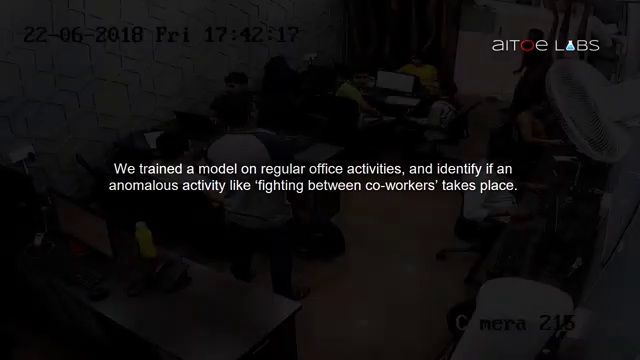 22-06-2018 Fri 17:42:17
aiTOe LABS
We trained a model on regular office activities, and identify if an
anomalous activity like ‘fighting between co-workers’ takes place.
Camera 215